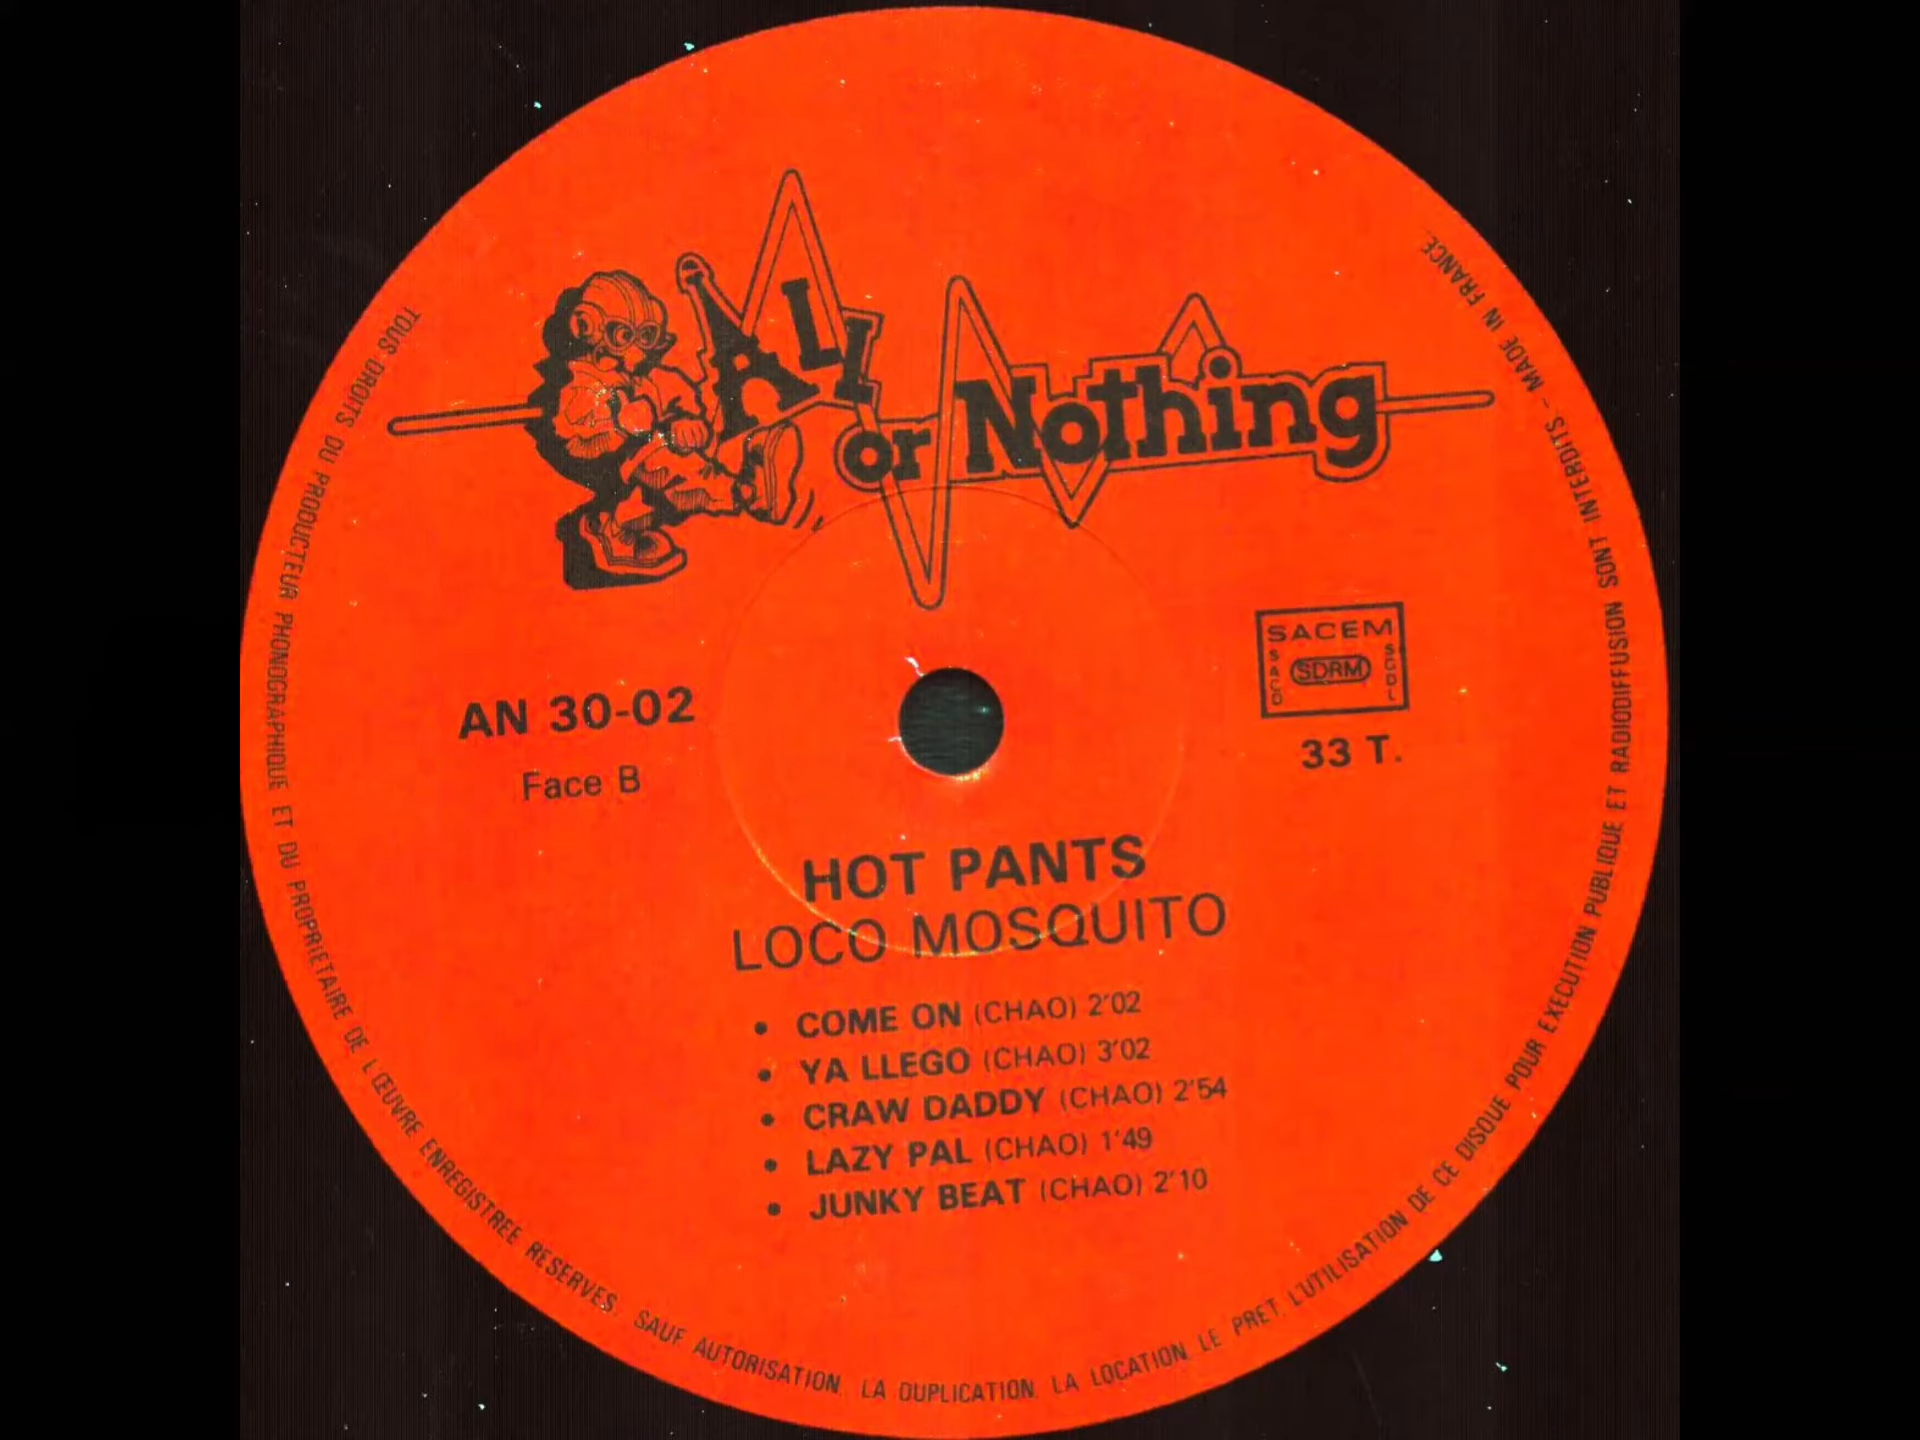 All
or Nothing
SACEM
SACD
SDRM
SGDL
AN 30-02
33 T.
Face B
HOT PANTS
LOCO MOSQUITO
• COME ON (CHAO) 2'02
• YA LLEGO (CHAO) 3'02
• CRAW DADDY (CHAO) 2'54
• LAZY PAL (CHAO) 1'49
• JUNKY BEAT (CHAO) 2'10
TOUS DROITS DU PRODUCTEUR PHONOGRAPHIQUE ET DU PROPRIETAIRE DE L'ŒUVRE ENREGISTREE RESERVES. SAUF AUTORISATION, LA DUPLICATION, LA LOCATION, LE PRET, L'UTILISATION DE CE DISQUE POUR EXECUTION PUBLIQUE ET RADIODIFFUSION SONT INTERDITS - MADE IN FRANCE.